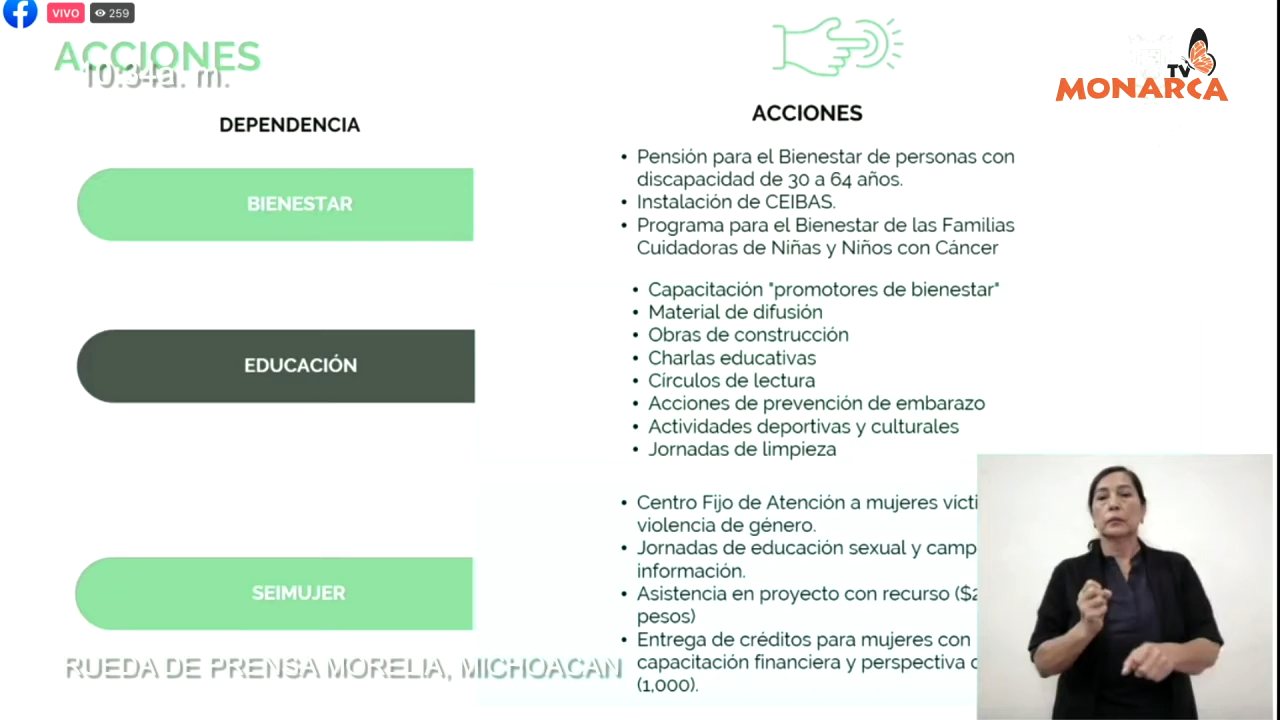 VIVO
259
ACCIONES
10:34a. m.
TV
MONARCA
DEPENDENCIA
ACCIONES
BIENESTAR
• Pensión para el Bienestar de personas con
discapacidad de 30 a 64 años.
• Instalación de CEIBAS.
• Programa para el Bienestar de las Familias
Cuidadoras de Niñas y Niños con Cáncer
EDUCACIÓN
• Capacitación "promotores de bienestar"
• Material de difusión
• Obras de construcción
• Charlas educativas
• Círculos de lectura
• Acciones de prevención de embarazo
• Actividades deportivas y culturales
• Jornadas de limpieza
SEIMUJER
• Centro Fijo de Atención a mujeres vícti
violencia de género.
• Jornadas de educación sexual y camp
información.
• Asistencia en proyecto con recurso ($2
pesos)
• Entrega de créditos para mujeres con
capacitación financiera y perspectiva
(1,000).
RUEDA DE PRENSA MORELIA, MICHOACAN